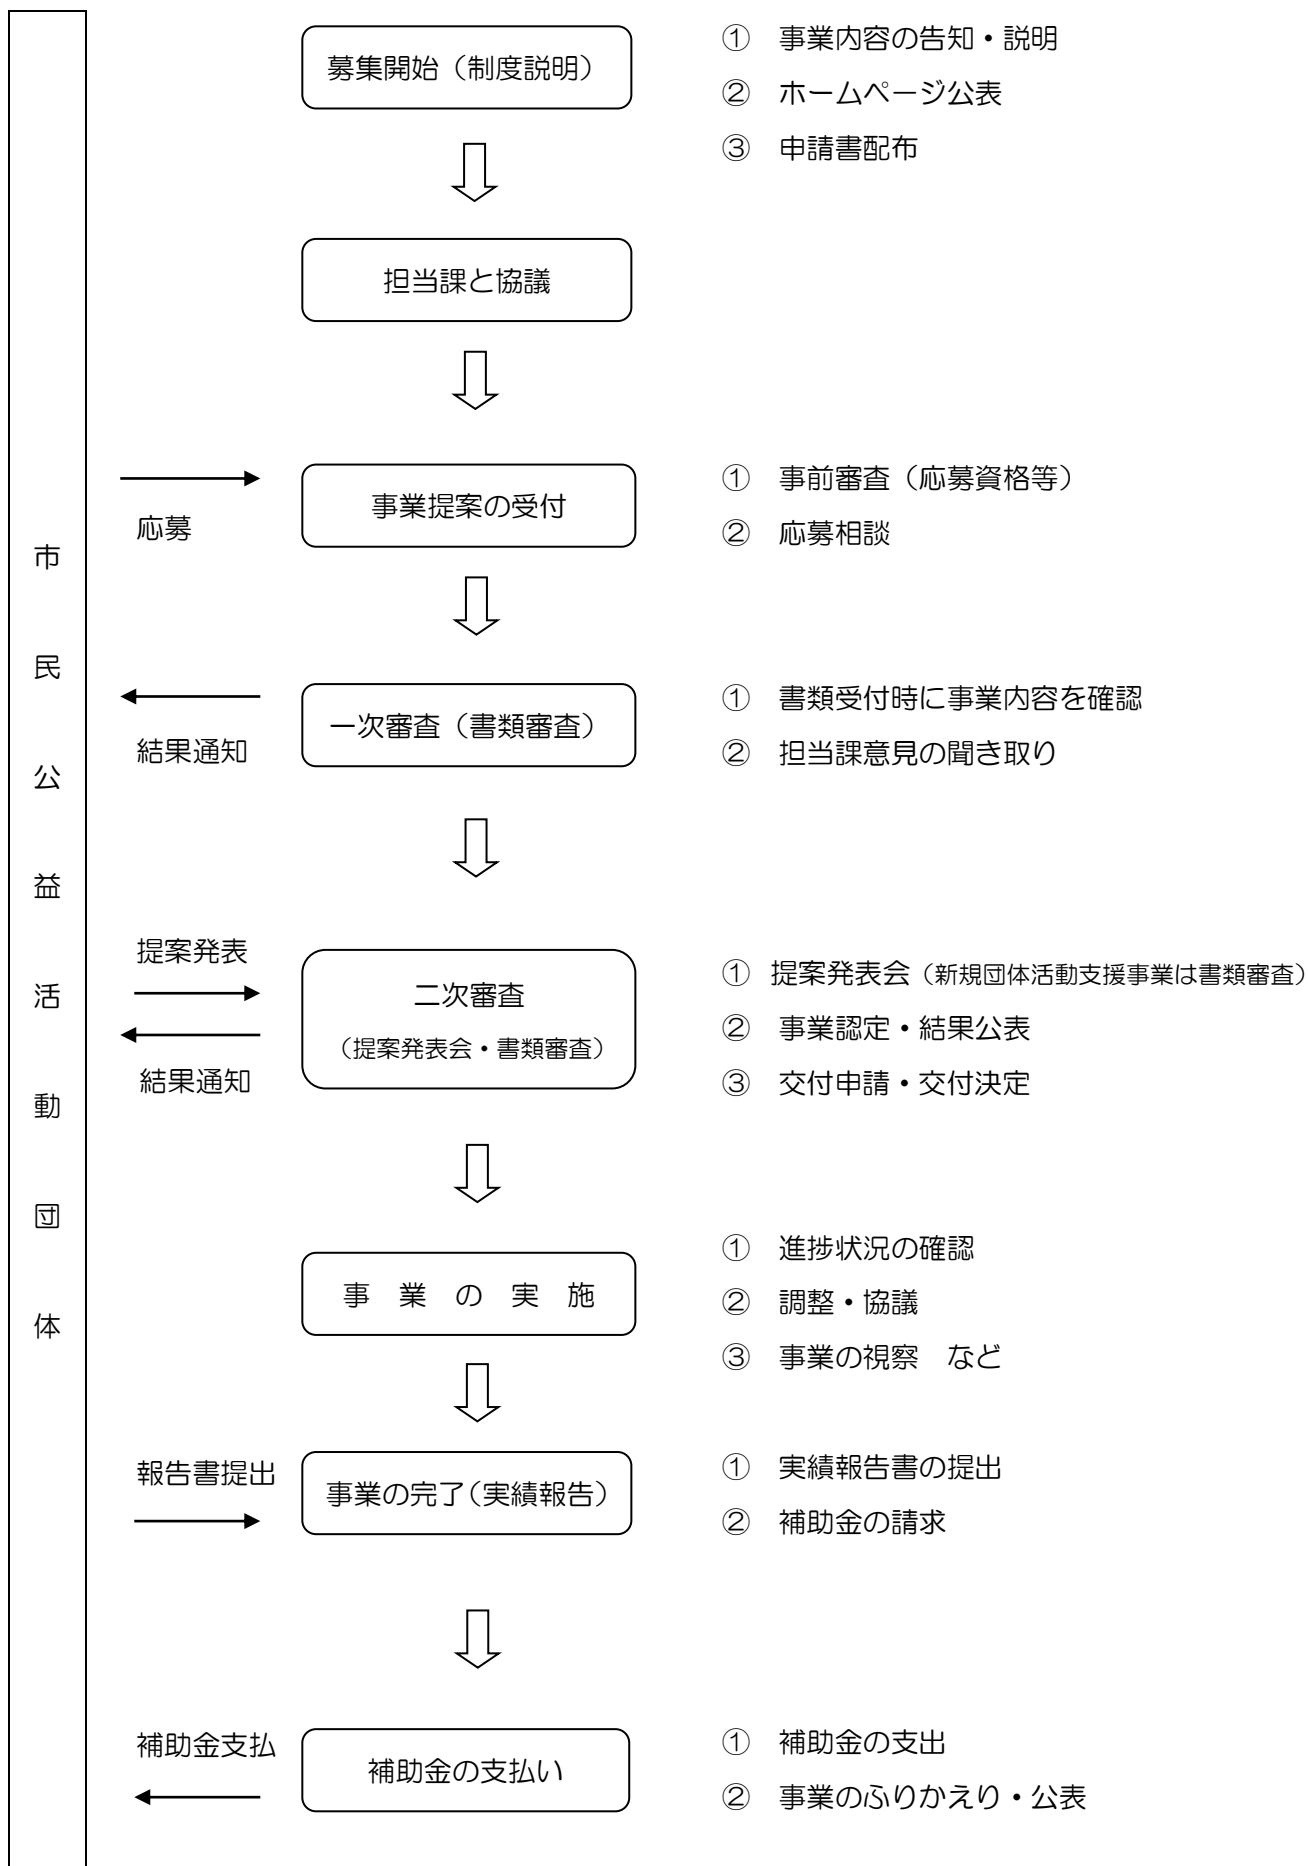 市民公益活動団体
募集開始（制度説明）
① 事業内容の告知・説明
② ホームページ公表
③ 申請書配布
担当課と協議
応募
事業提案の受付
① 事前審査（応募資格等）
② 応募相談
結果通知
一次審査（書類審査）
① 書類受付時に事業内容を確認
② 担当課意見の聞き取り
提案発表
結果通知
二次審査
（提案発表会・書類審査）
① 提案発表会（新規団体活動支援事業は書類審査）
② 事業認定・結果公表
③ 交付申請・交付決定
事　業　の　実　施
① 進捗状況の確認
② 調整・協議
③ 事業の視察　など
報告書提出
事業の完了（実績報告）
① 実績報告書の提出
② 補助金の請求
補助金支払
補助金の支払い
① 補助金の支出
② 事業のふりかえり・公表